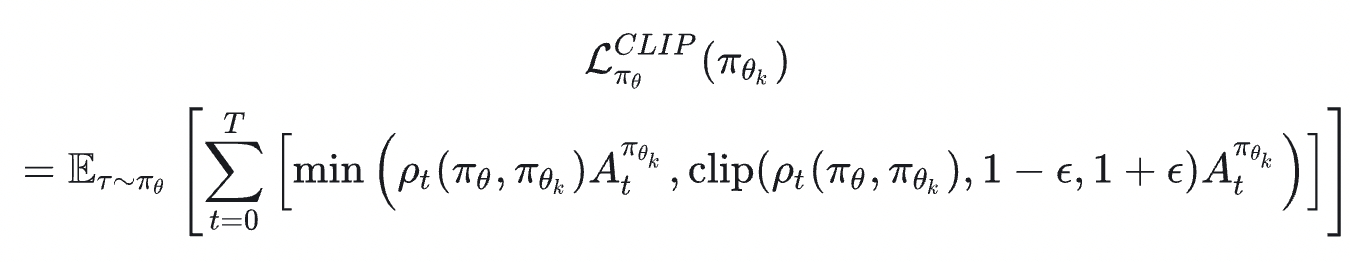 \mathcal{L}_{\pi_\theta}^{CLIP}(\pi_{\theta_k})
= \mathbb{E}_{\tau \sim \pi_\theta} \left[ \sum_{t=0}^{T} \left[ \min \left( \rho_t(\pi_\theta, \pi_{\theta_k}) A_t^{\pi_{\theta_k}}, \text{clip}(\rho_t(\pi_\theta, \pi_{\theta_k}), 1 - \epsilon, 1 + \epsilon) A_t^{\pi_{\theta_k}} \right) \right] \right]